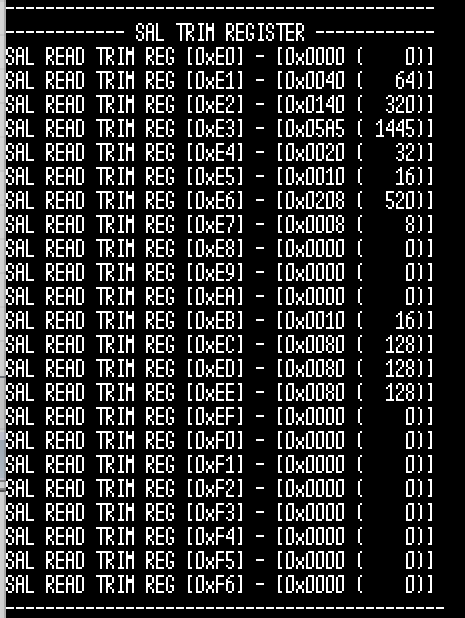 -------------------------------------------
------------ SAL TRIM REGISTER ------------
SAL READ TRIM REG [0xE0] - [0x0000 (    0)]
SAL READ TRIM REG [0xE1] - [0x0040 (   64)]
SAL READ TRIM REG [0xE2] - [0x0140 (  320)]
SAL READ TRIM REG [0xE3] - [0x05A5 ( 1445)]
SAL READ TRIM REG [0xE4] - [0x0020 (   32)]
SAL READ TRIM REG [0xE5] - [0x0010 (   16)]
SAL READ TRIM REG [0xE6] - [0x0208 (  520)]
SAL READ TRIM REG [0xE7] - [0x0008 (    8)]
SAL READ TRIM REG [0xE8] - [0x0000 (    0)]
SAL READ TRIM REG [0xE9] - [0x0000 (    0)]
SAL READ TRIM REG [0xEA] - [0x0000 (    0)]
SAL READ TRIM REG [0xEB] - [0x0010 (   16)]
SAL READ TRIM REG [0xEC] - [0x0080 (  128)]
SAL READ TRIM REG [0xED] - [0x0080 (  128)]
SAL READ TRIM REG [0xEE] - [0x0080 (  128)]
SAL READ TRIM REG [0xEF] - [0x0000 (    0)]
SAL READ TRIM REG [0xF0] - [0x0000 (    0)]
SAL READ TRIM REG [0xF1] - [0x0000 (    0)]
SAL READ TRIM REG [0xF2] - [0x0000 (    0)]
SAL READ TRIM REG [0xF3] - [0x0000 (    0)]
SAL READ TRIM REG [0xF4] - [0x0000 (    0)]
SAL READ TRIM REG [0xF5] - [0x0000 (    0)]
SAL READ TRIM REG [0xF6] - [0x0000 (    0)]
--------------------------------------------